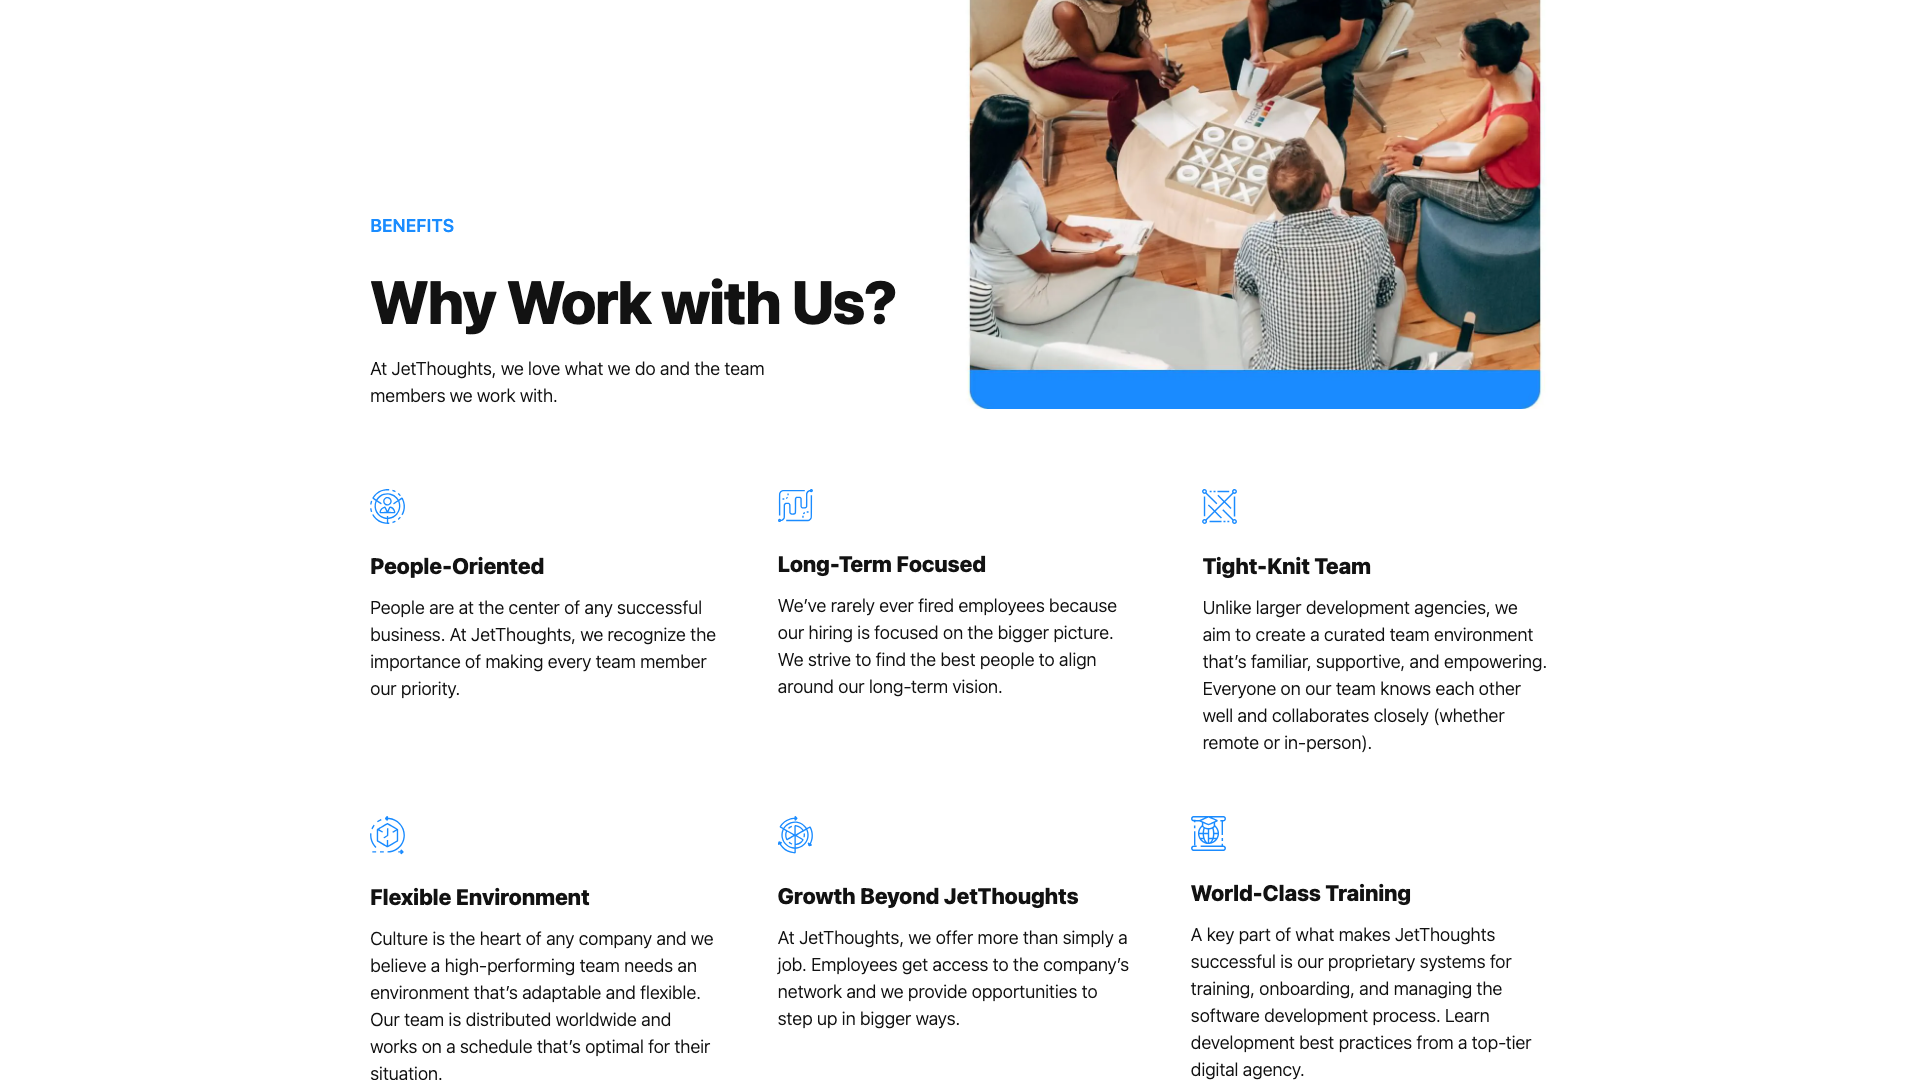 TREND
BENEFITS
Why Work with Us?
At JetThoughts, we love what we do and the team
members we work with.
People-Oriented
People are at the center of any successful
business. At JetThoughts, we recognize the
importance of making every team member
our priority.
Long-Term Focused
We’ve rarely ever fired employees because
our hiring is focused on the bigger picture.
We strive to find the best people to align
around our long-term vision.
Tight-Knit Team
Unlike larger development agencies, we
aim to create a curated team environment
that’s familiar, supportive, and empowering.
Everyone on our team knows each other
well and collaborates closely (whether
remote or in-person).
Flexible Environment
Culture is the heart of any company and we
believe a high-performing team needs an
environment that’s adaptable and flexible.
Our team is distributed worldwide and
works on a schedule that’s optimal for their
situation.
Growth Beyond JetThoughts
At JetThoughts, we offer more than simply a
job. Employees get access to the company’s
network and we provide opportunities to
step up in bigger ways.
World-Class Training
A key part of what makes JetThoughts
successful is our proprietary systems for
training, onboarding, and managing the
software development process. Learn
development best practices from a top-tier
digital agency.